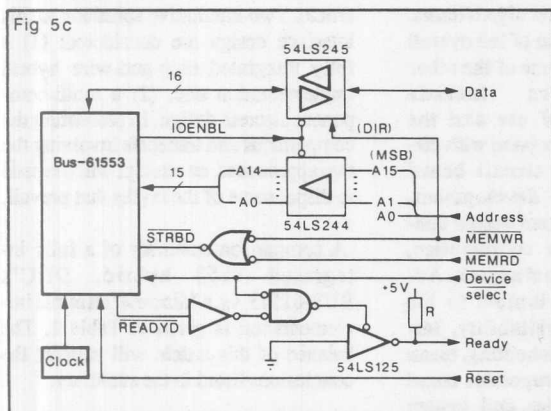 Fig 5c
54LS245
16
Data
IOENBL
(DIR)
Bus-61553
15
(MSB)
A15
A0
54LS244
A1
A0
Address
STRBD
MEMWR
MEMRD
Device
select
+5V
R
READYD
Ready
Clock
54LS125
Reset